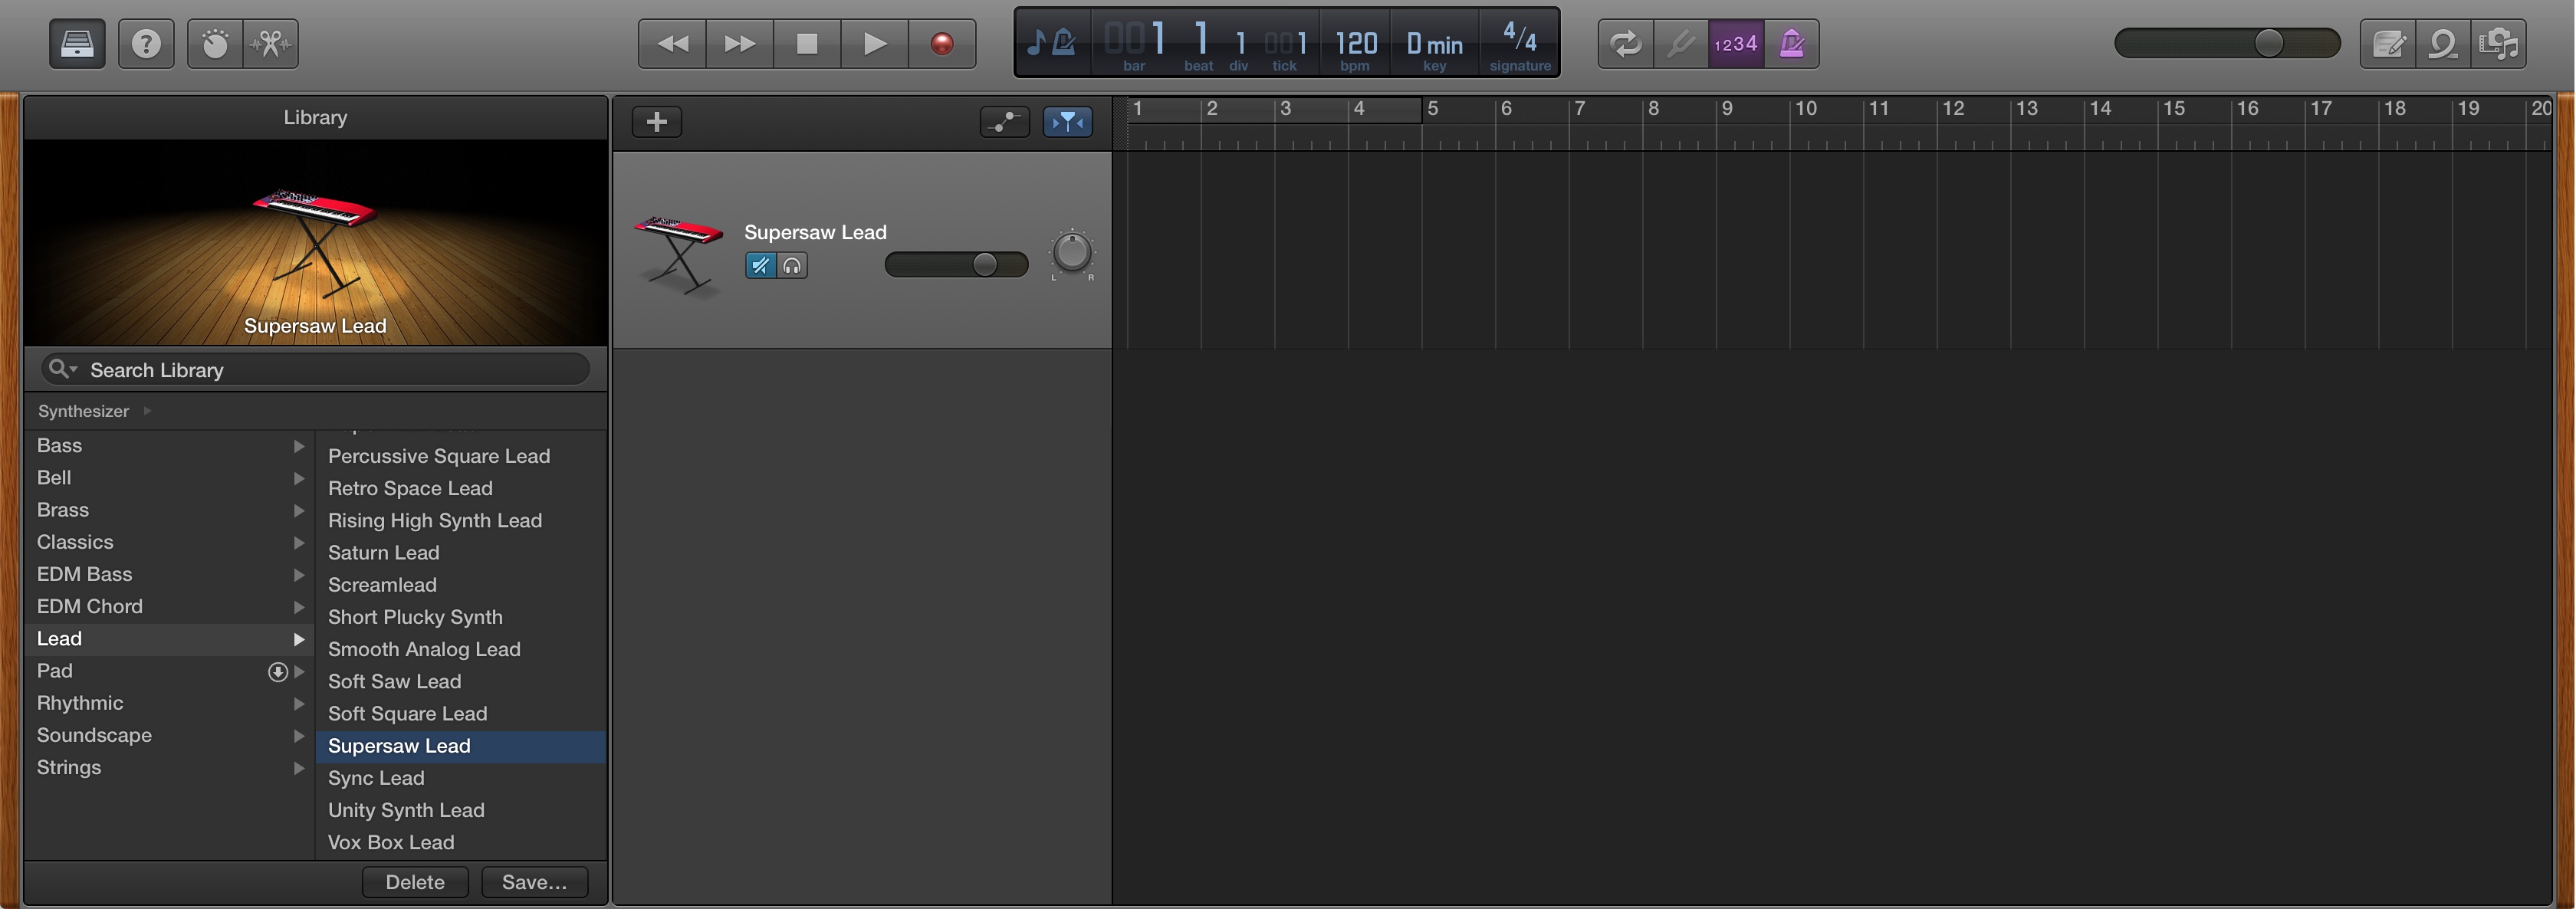 ?
001 1 1 001 120 D min 4/4
bar beat div tick bpm key signature
1234
Library
1 2 3 4 5 6 7 8 9 10 11 12 13 14 15 16 17 18 19 20
Supersaw Lead
Supersaw Lead
L R
Search Library
Synthesizer
Bass
Bell
Brass
Classics
EDM Bass
EDM Chord
Lead
Pad
Rhythmic
Soundscape
Strings
Percussive Square Lead
Retro Space Lead
Rising High Synth Lead
Saturn Lead
Screamlead
Short Plucky Synth
Smooth Analog Lead
Soft Saw Lead
Soft Square Lead
Supersaw Lead
Sync Lead
Unity Synth Lead
Vox Box Lead
Delete Save...